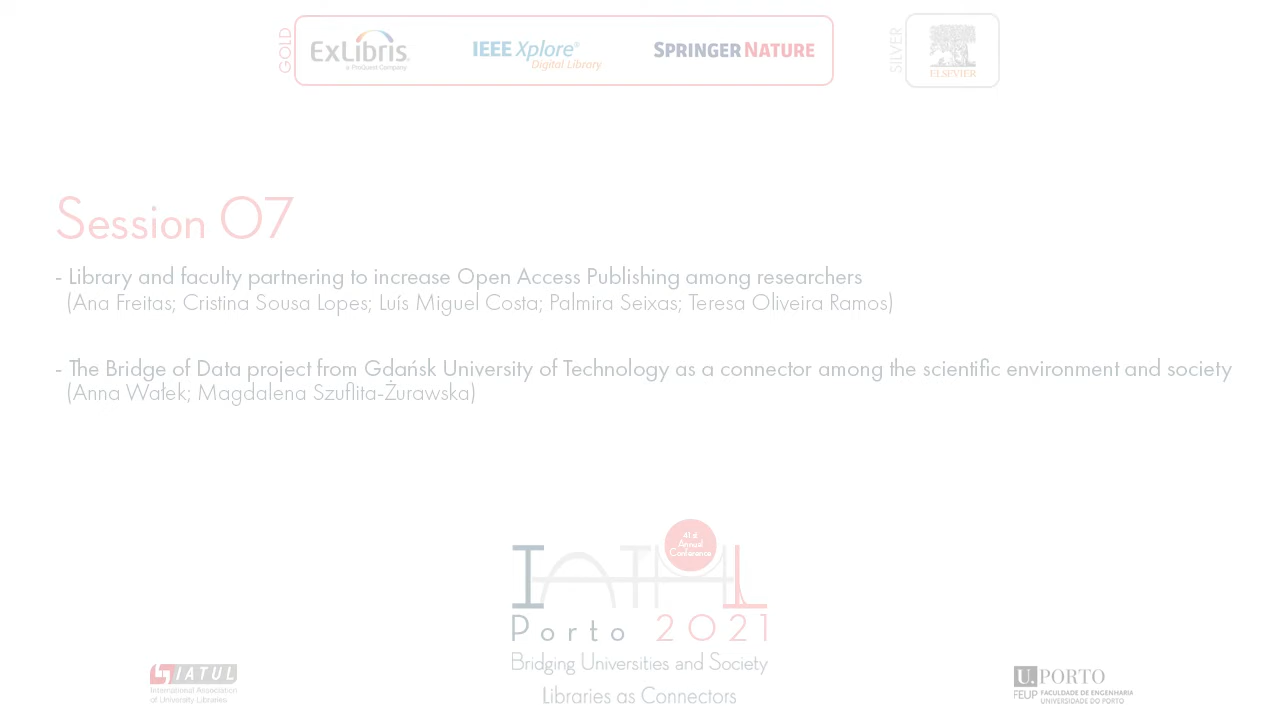 GOLD
ExLibris
a ProQuest Company
IEEE Xplore®
Digital Library
SPRINGER NATURE
SILVER
ELSEVIER
Session 07
- Library and faculty partnering to increase Open Access Publishing among researchers
(Ana Freitas; Cristina Sousa Lopes; Luís Miguel Costa; Palmira Seixas; Teresa Oliveira Ramos)
- The Bridge of Data project from Gdańsk University of Technology as a connector among the scientific environment and society
(Anna Wałek; Magdalena Szuflita-Żurawska)
41st
Annual
Conference
IATUL
Porto 2021
Bridging Universities and Society
Libraries as Connectors
IATUL
International Association
of University Libraries
U.PORTO
FEUP FACULDADE DE ENGENHARIA
UNIVERSIDADE DO PORTO